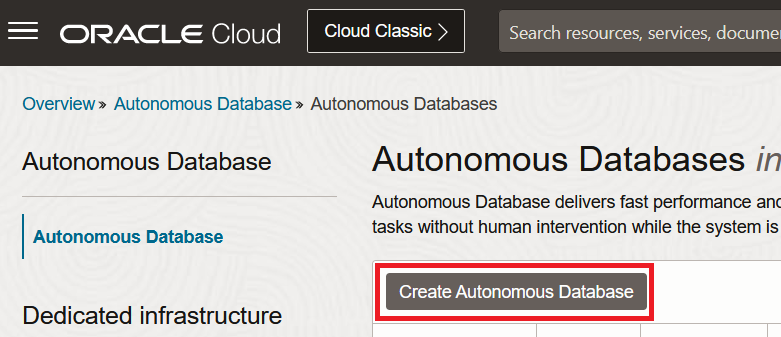 ORACLE Cloud
Cloud Classic >
Search resources, services,
Overview » Autonomous Database » Autonomous Databases
Autonomous Database
Autonomous Databases in
Autonomous Database delivers fast performance and
tasks without human intervention while the system is
Autonomous Database
Create Autonomous Database
Dedicated infrastructure